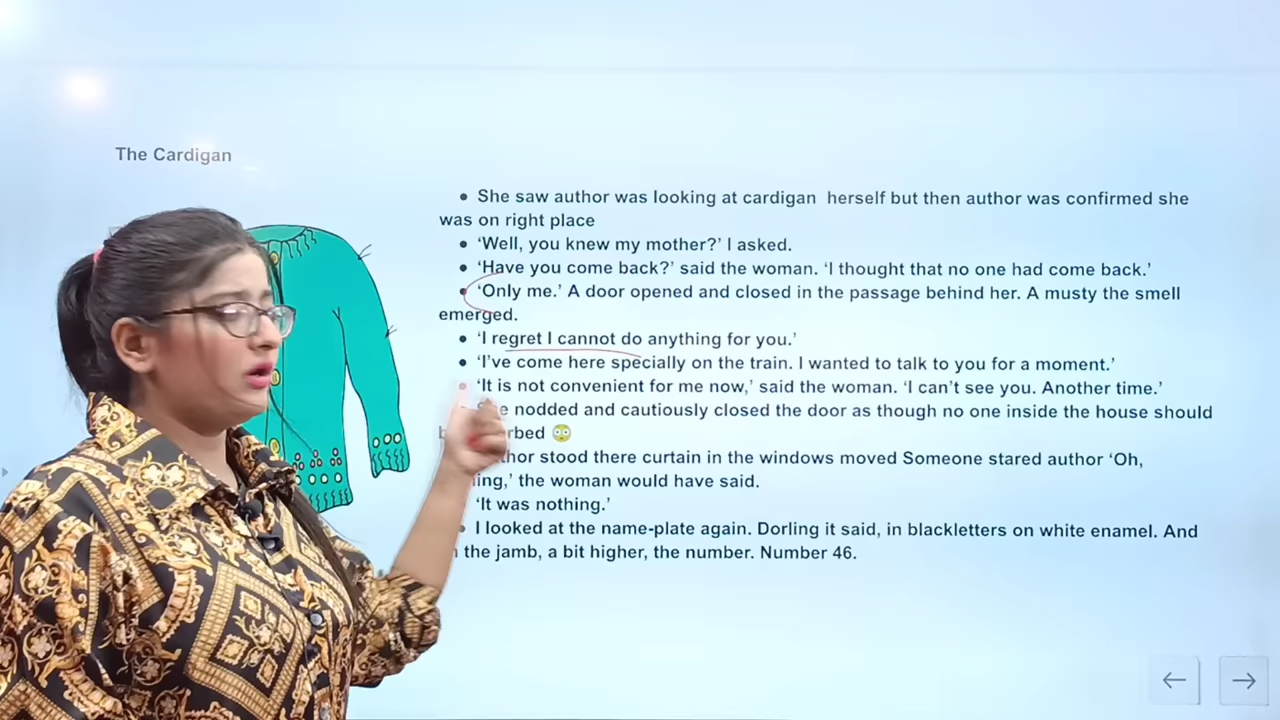 The Cardigan
• She saw author was looking at cardigan herself but then author was confirmed she
was on right place
• ‘Well, you knew my mother?’ I asked.
• ‘Have you come back?’ said the woman. ‘I thought that no one had come back.’
• ‘Only me.’ A door opened and closed in the passage behind her. A musty the smell
emerged.
• ‘I regret I cannot do anything for you.’
• ‘I’ve come here specially on the train. I wanted to talk to you for a moment.’
• ‘It is not convenient for me now,’ said the woman. ‘I can’t see you. Another time.’
nodded and cautiously closed the door as though no one inside the house should
stood there curtain in the windows moved Someone stared author ‘Oh,
the woman would have said.
‘It was nothing.’
• I looked at the name-plate again. Dorling it said, in blackletters on white enamel. And
the jamb, a bit higher, the number. Number 46.